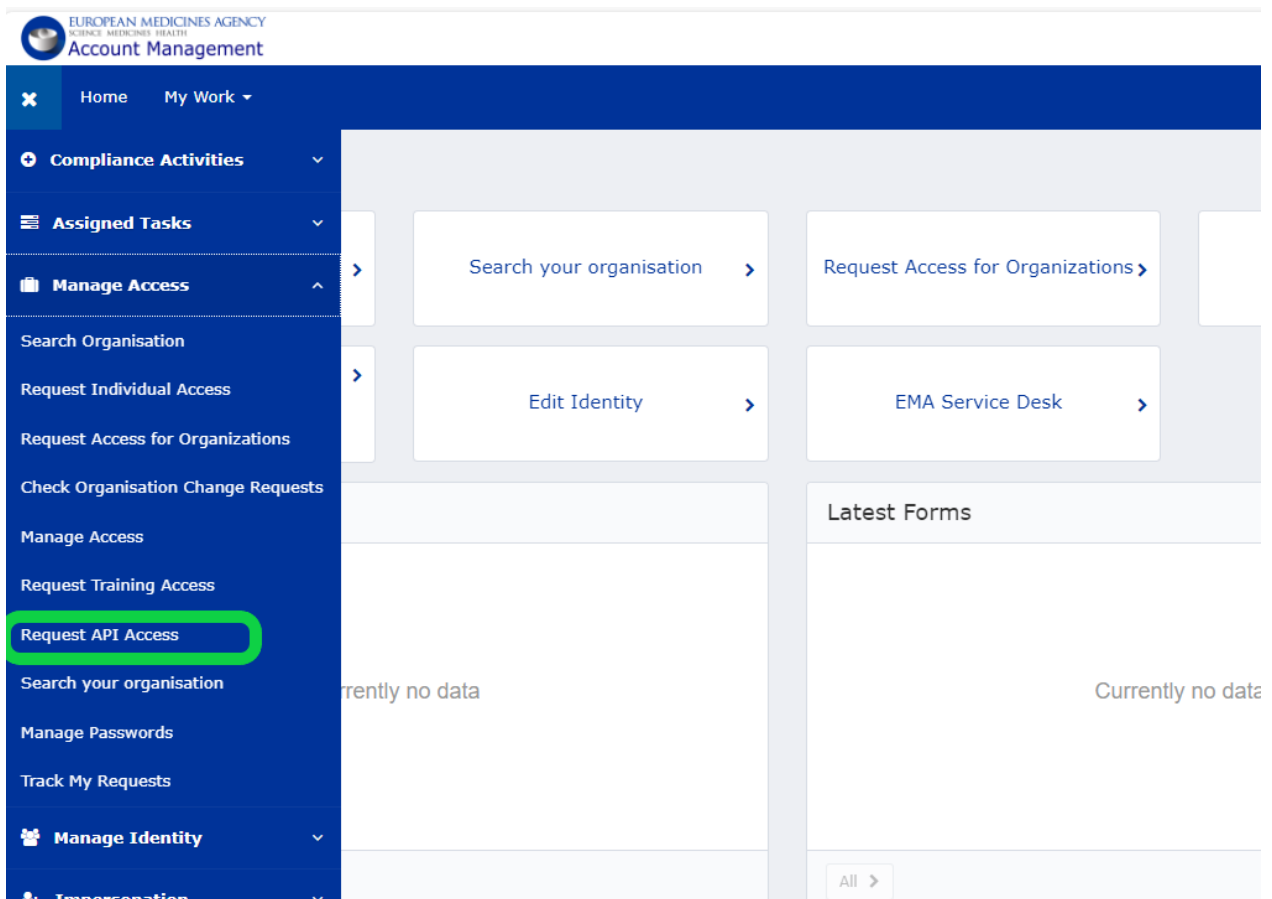 EUROPEAN MEDICINES AGENCY
SCIENCE MEDICINES HEALTH
Account Management
Home My Work
Compliance Activities
Assigned Tasks
Manage Access
Search Organisation
Request Individual Access
Request Access for Organizations
Check Organisation Change Requests
Manage Access
Request Training Access
Request API Access
Search your organisation
Manage Passwords
Track My Requests
Manage Identity
Impersonation
Search your organisation
Request Access for Organizations
Edit Identity
EMA Service Desk
rrently no data
Latest Forms
Currently no data
All